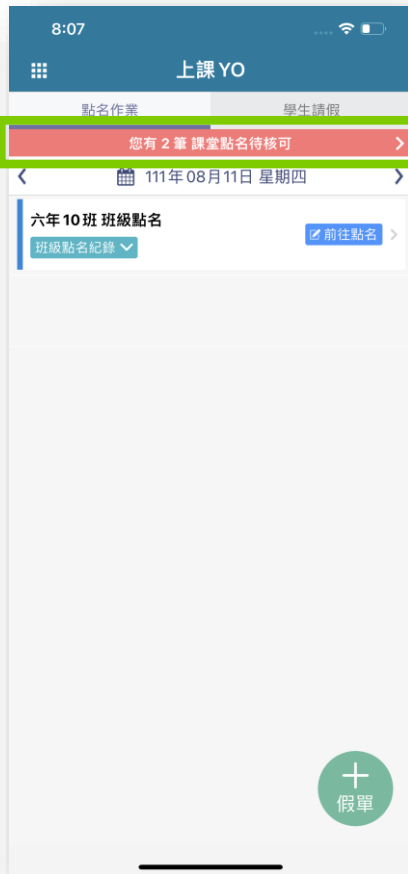 8:07
上課 YO
點名作業
學生請假
您有 2 筆 課堂點名待核可
111年 08月11日 星期四
六年 10 班 班級點名
班級點名紀錄
前往點名
假單